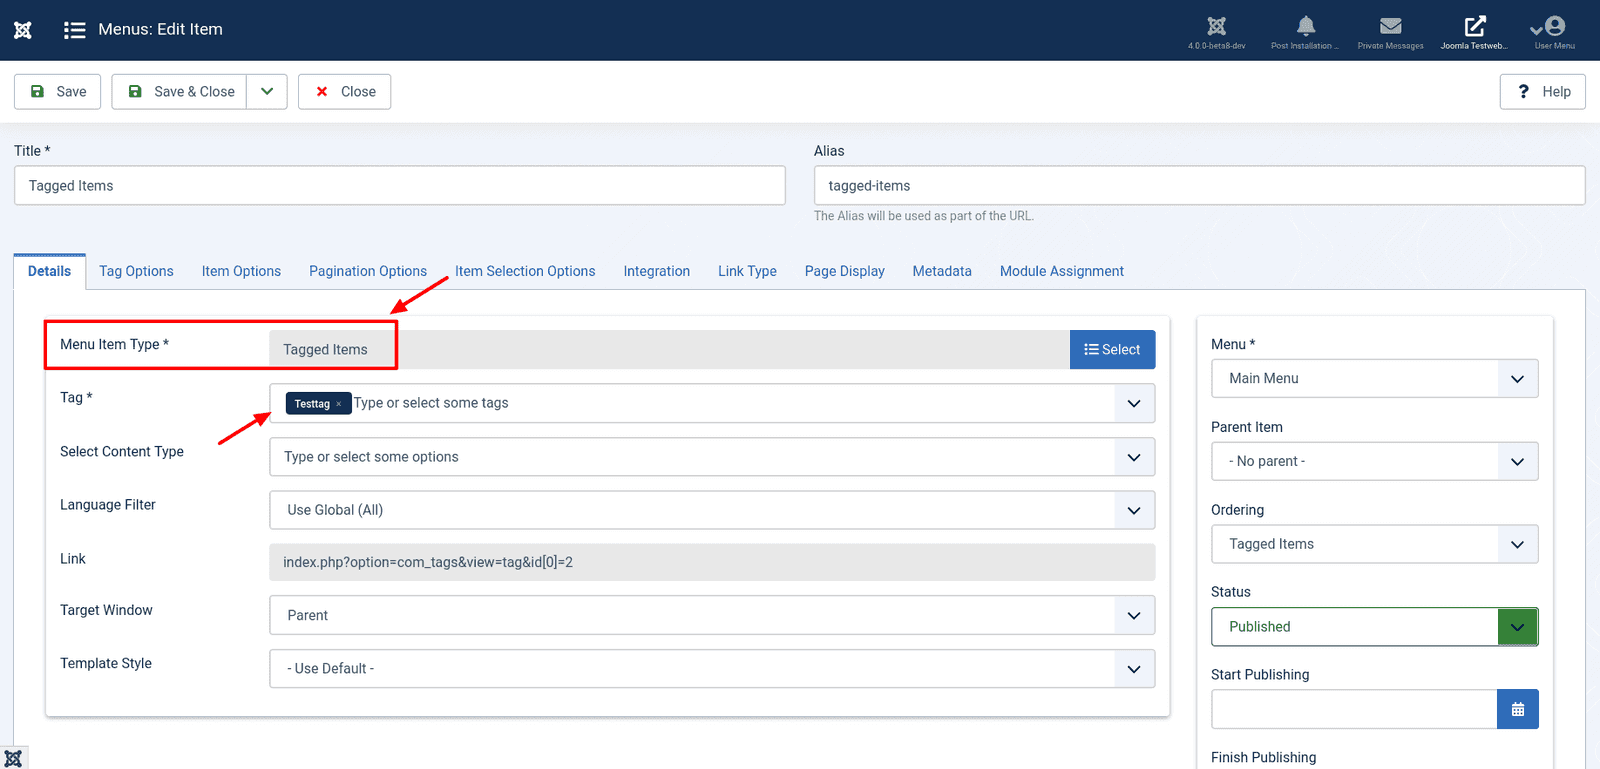 Menus: Edit Item
4.0.0-beta8-dev
Post Installation ...
Private Messages
Joomla Testweb...
User Menu
Save
Save & Close
Close
? Help
Title *
Alias
Tagged Items
tagged-items
The Alias will be used as part of the URL.
Details Tag Options Item Options Pagination Options Item Selection Options Integration Link Type Page Display Metadata Module Assignment
Menu Item Type *
Tagged Items
Select
Tag *
Testtag × Type or select some tags
Select Content Type
Type or select some options
Language Filter
Use Global (All)
Link
index.php?option=com_tags&view=tag&id[0]=2
Target Window
Parent
Template Style
- Use Default -
Menu *
Main Menu
Parent Item
- No parent -
Ordering
Tagged Items
Status
Published
Start Publishing
Finish Publishing